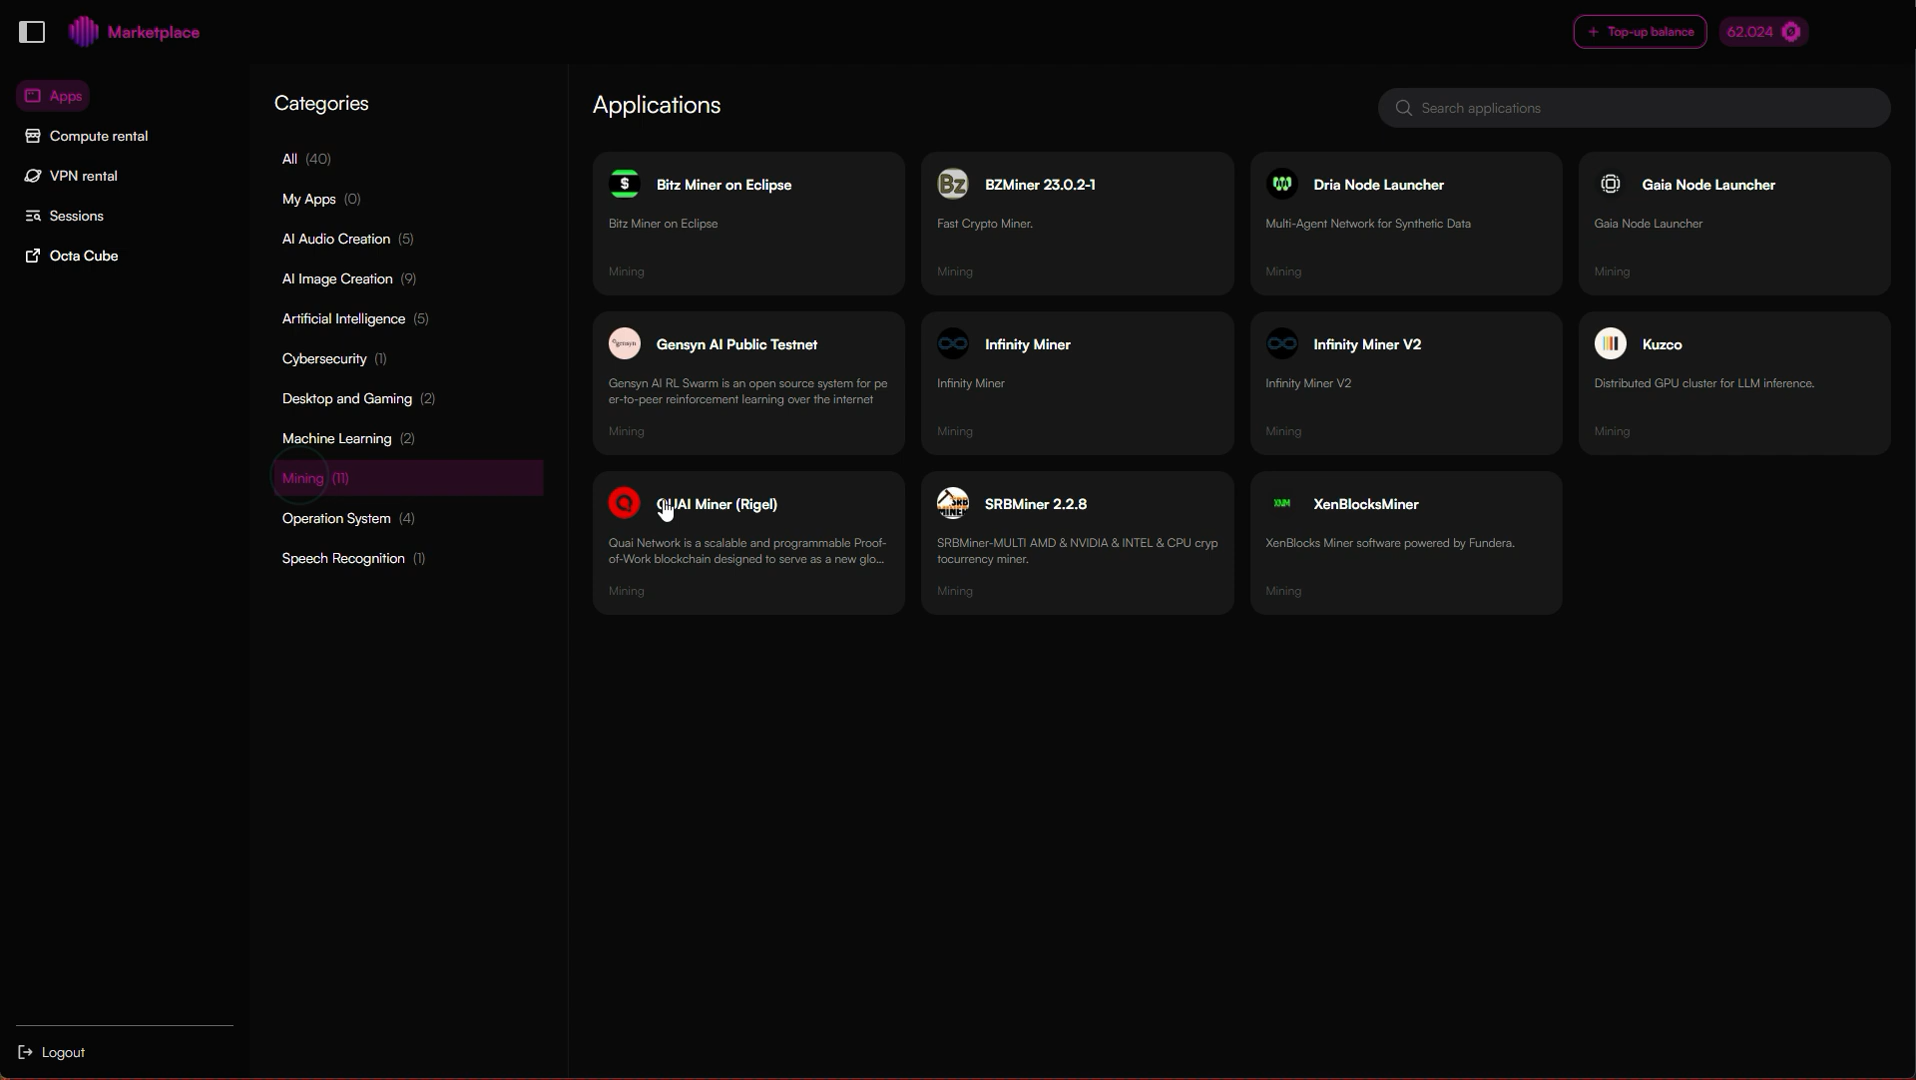 Marketplace
+ Top-up balance
62.024
Apps
Compute rental
VPN rental
Sessions
Octa Cube
Logout
Categories
All (40)
My Apps (0)
AI Audio Creation (5)
AI Image Creation (9)
Artificial Intelligence (5)
Cybersecurity (1)
Desktop and Gaming (2)
Machine Learning (2)
Mining (11)
Operation System (4)
Speech Recognition (1)
Applications
Search applications
$
Bitz Miner on Eclipse
Bitz Miner on Eclipse
Mining
Bz
BZMiner 23.0.2-1
Fast Crypto Miner.
Mining
Dria Node Launcher
Multi-Agent Network for Synthetic Data
Mining
Gaia Node Launcher
Gaia Node Launcher
Mining
gensyn
Gensyn AI Public Testnet
Gensyn AI RL Swarm is an open source system for pe
er-to-peer reinforcement learning over the internet
Mining
Infinity Miner
Infinity Miner
Mining
Infinity Miner V2
Infinity Miner V2
Mining
Kuzco
Distributed GPU cluster for LLM inference.
Mining
QUAI Miner (Rigel)
Quai Network is a scalable and programmable Proof-
of-Work blockchain designed to serve as a new glo...
Mining
SRB
MINER
SRBMiner 2.2.8
SRBMiner-MULTI AMD & NVIDIA & INTEL & CPU cryp
tocurrency miner.
Mining
XNM
XenBlocksMiner
XenBlocks Miner software powered by Fundera.
Mining